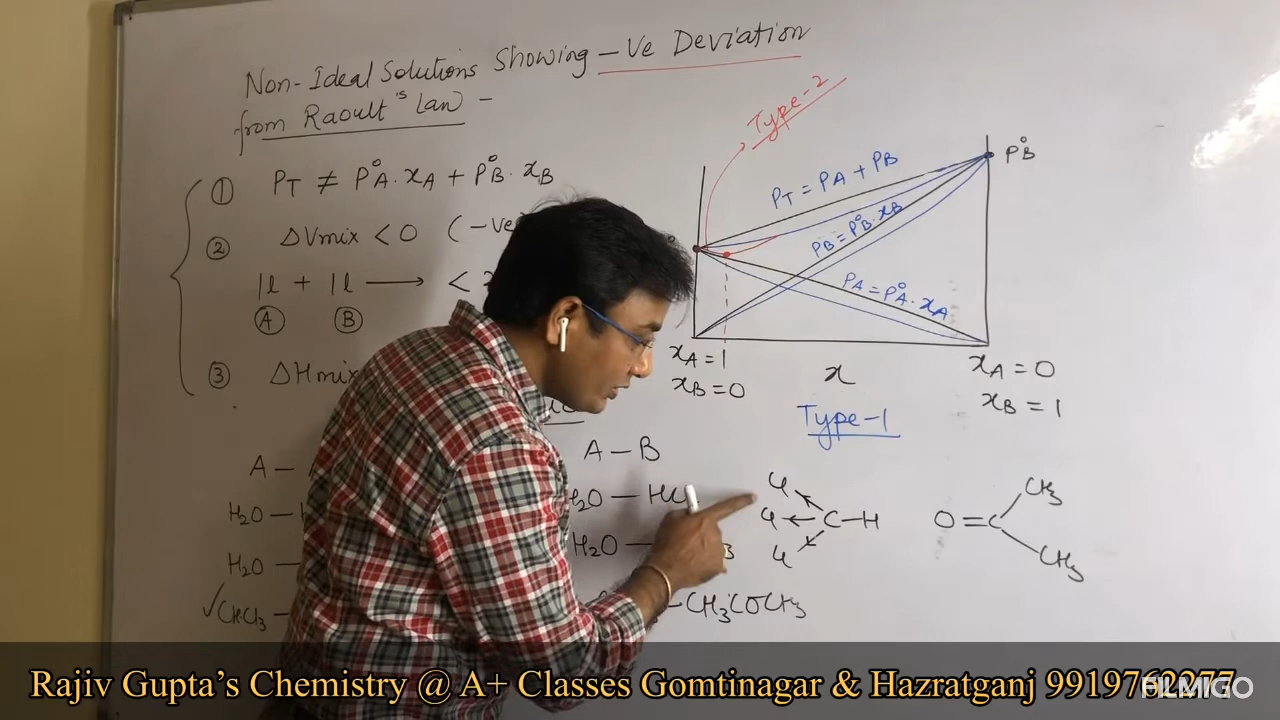 Non-Ideal Solutions Showing -Ve Deviation
from Raoult's Law -
① PT ≠ P°A·xA + P°B·xB
② ΔVmix < 0 (-ve)
1l + 1l ⟶ <
Ⓐ Ⓑ
③ ΔHmix
A –
H2O –
H2O –
✓CHCl3 –
A – B
H2O – HCl
H2O –
– CH3COCH3
Type-2
P°B
PT = PA + PB
PB = P°B·xB
PA = P°A·xA
xA = 1
xB = 0
x
xA = 0
xB = 1
Type-1
Cl
Cl ← C – H
Cl
O = C
CH3
CH3
Rajiv Gupta's Chemistry @ A+ Classes Gomtinagar & Hazratganj 9919762277
FILMIGO